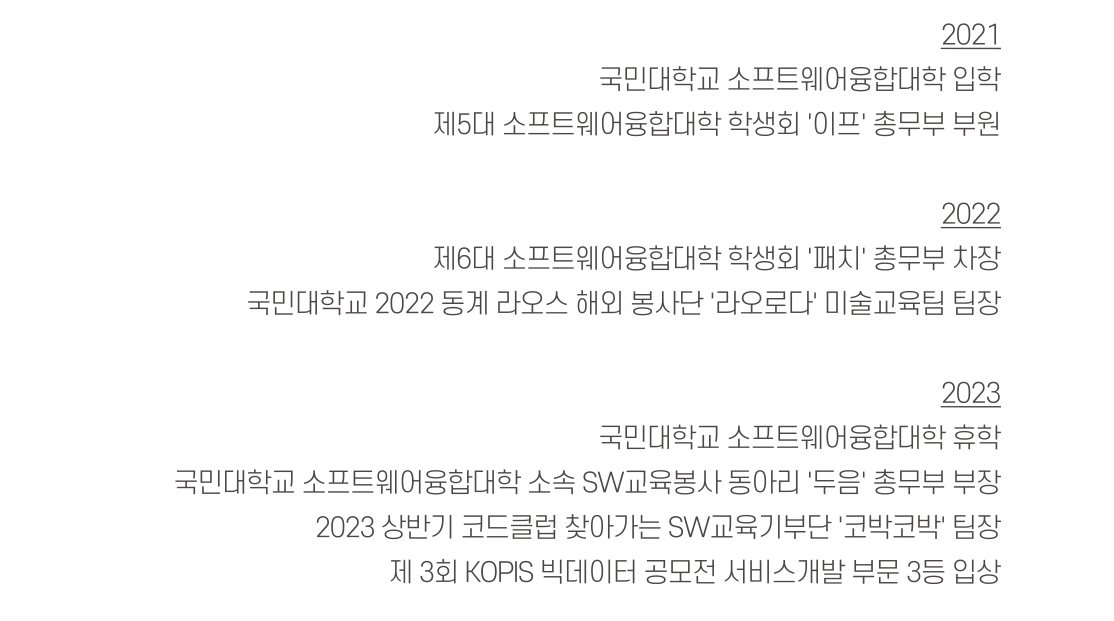 2021
국민대학교 소프트웨어융합대학 입학
제5대 소프트웨어융합대학 학생회 '이프' 총무부 부원
2022
제6대 소프트웨어융합대학 학생회 '패치' 총무부 차장
국민대학교 2022 동계 라오스 해외 봉사단 '라오로다' 미술교육팀 팀장
2023
국민대학교 소프트웨어융합대학 휴학
국민대학교 소프트웨어융합대학 소속 SW교육봉사 동아리 '두음' 총무부 부장
2023 상반기 코드클럽 찾아가는 SW교육기부단 '코박코박' 팀장
제 3회 KOPIS 빅데이터 공모전 서비스개발 부문 3등 입상